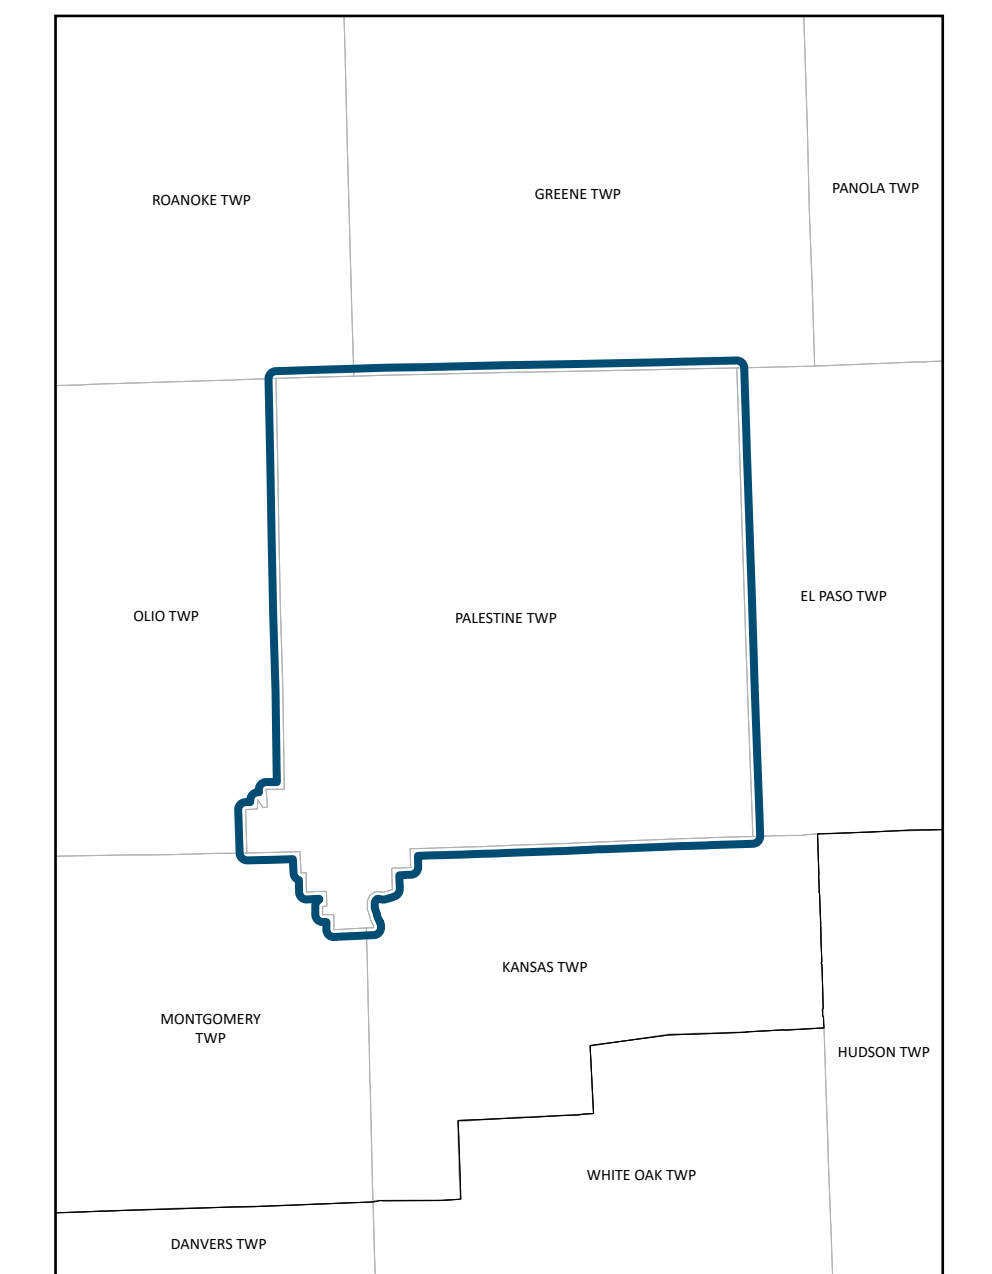 PANOLA TWP
GREENE TWP
ROANOKE TWP
EL PASO TWP
OLIO TWP
PALESTINE TWP
KANSAS TWP
MONTGOMERY
TWP
HUDSON TWP
WHITE OAK TWP
DANVERS TWP